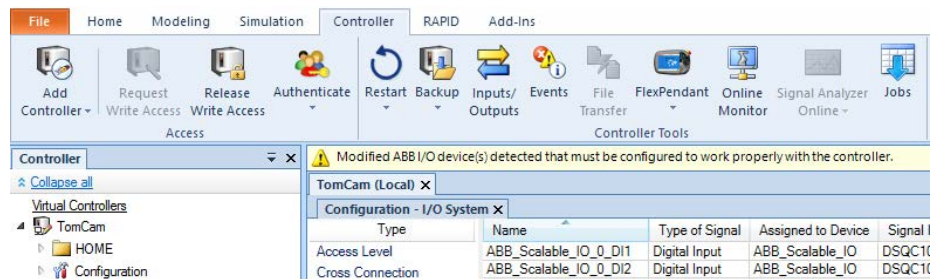 File Home Modeling Simulation Controller RAPID Add-Ins
Add Controller Request Write Access Release Write Access Authenticate Restart Backup Inputs/ Outputs Events File Transfer FlexPendant Online Monitor Signal Analyzer Online Jobs
Access Controller Tools
Controller Modified ABB I/O device(s) detected that must be configured to work properly with the controller.
Collapse all TomCam (Local)
Virtual Controllers Configuration - I/O System
TomCam Type Name Type of Signal Assigned to Device Signal
HOME Access Level ABB_Scalable_IO_0_DI1 Digital Input ABB_Scalable_IO DSQC10
Configuration Cross Connection ABB_Scalable_IO_0_DI2 Digital Input ABB_Scalable_IO DSQC10